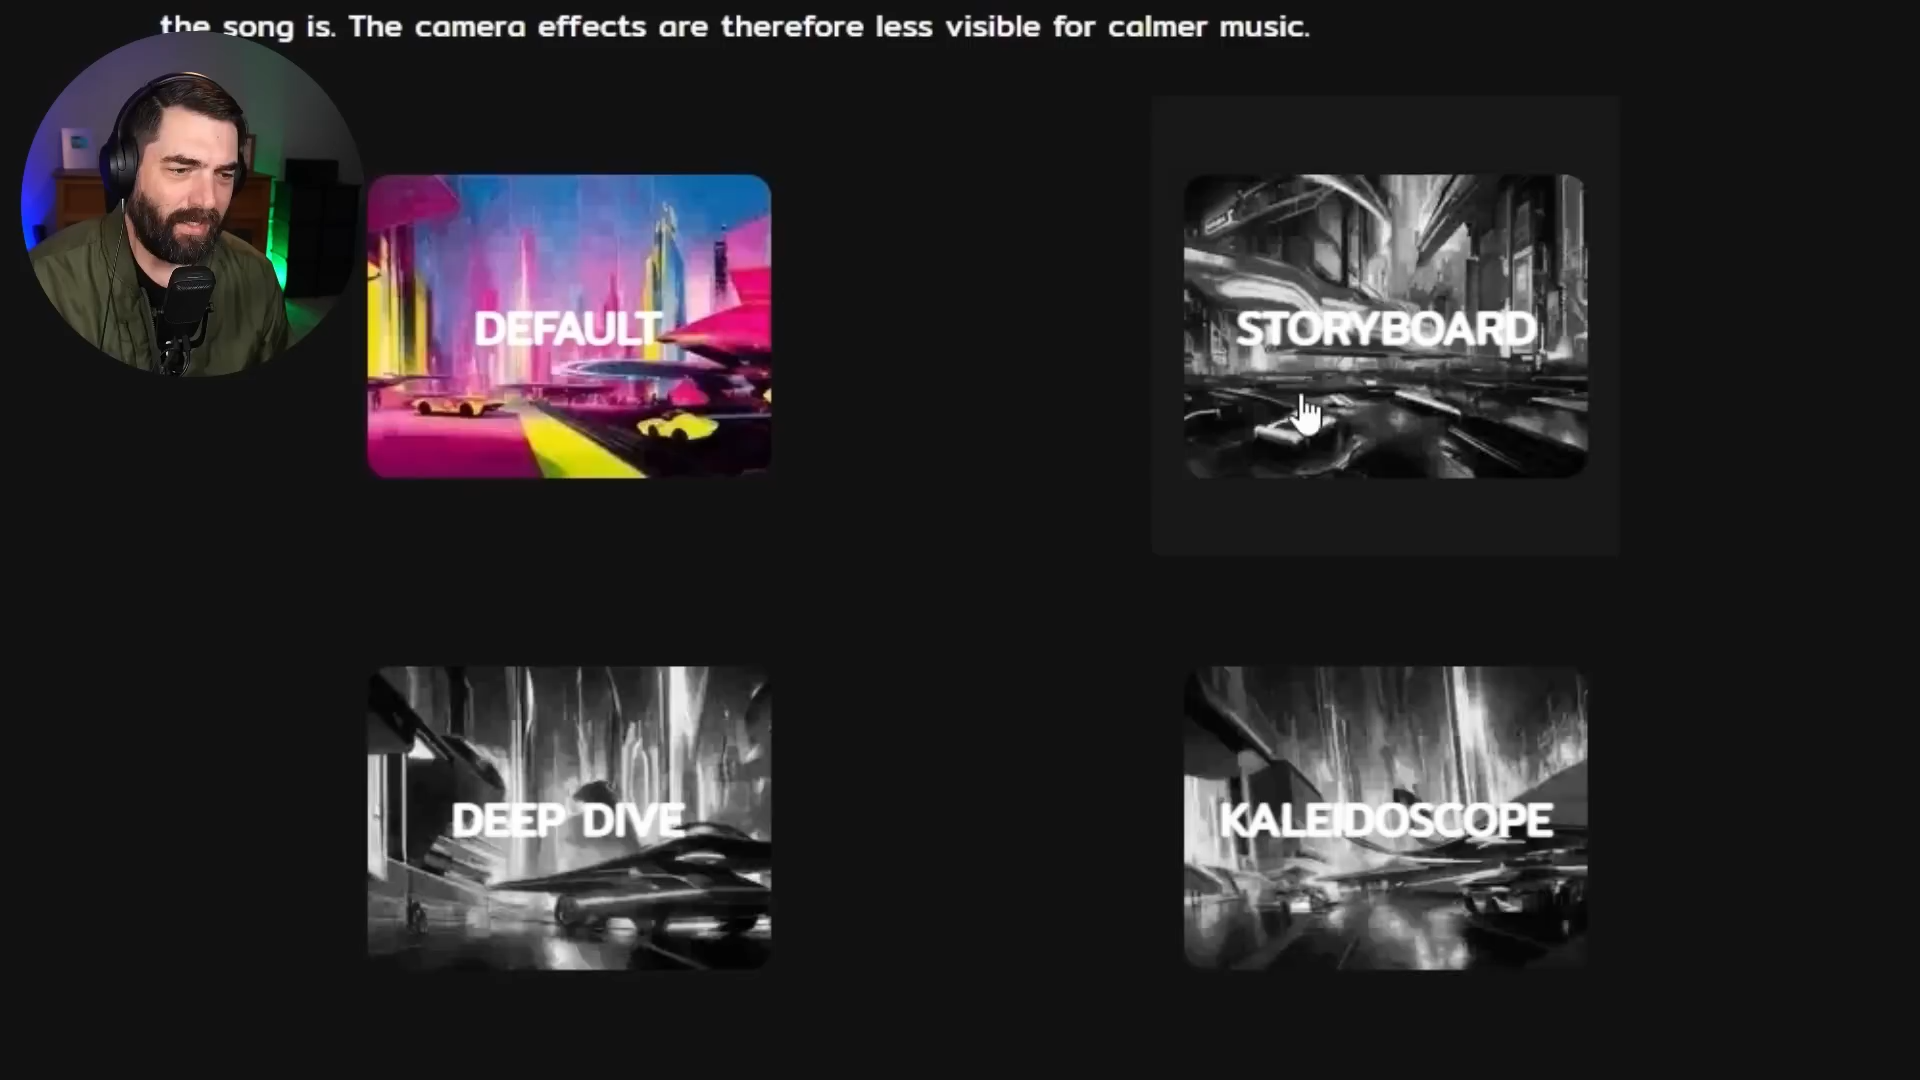 the song is. The camera effects are therefore less visible for calmer music.
DEFAULT
STORYBOARD
DEEP DIVE
KALEIDOSCOPE